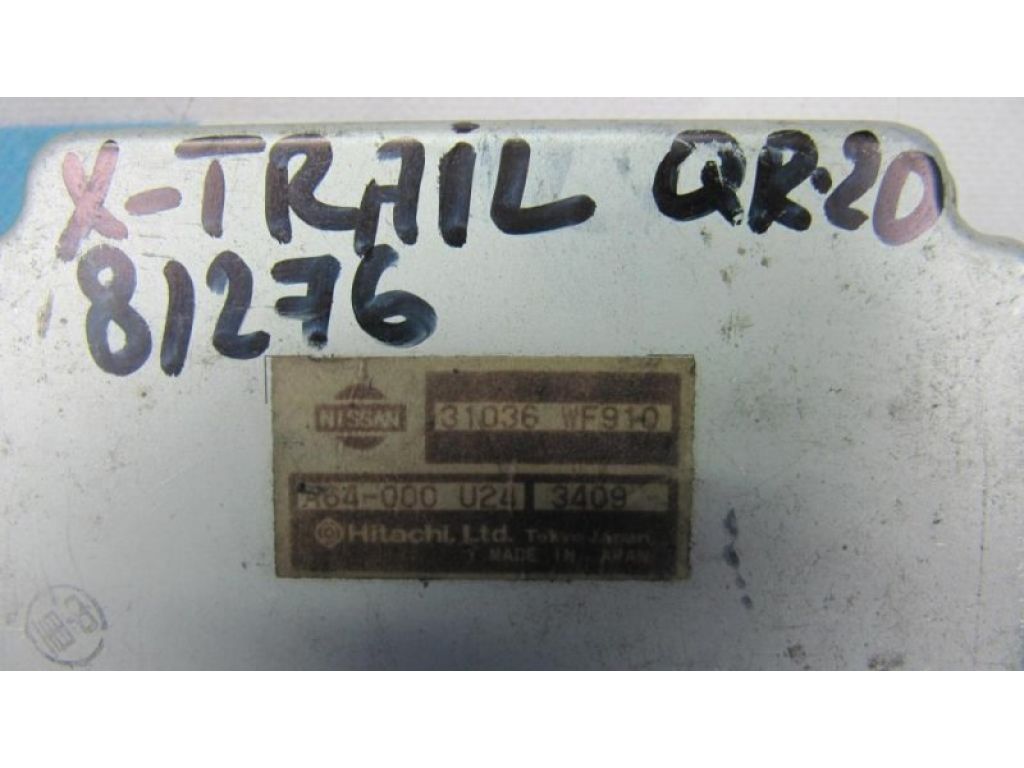 X-TRAIL QR20
81276
NISSAN
31036 WF910
A64-000 U24 3409
Hitachi, Ltd. Tokyo Japan
MADE IN JAPAN